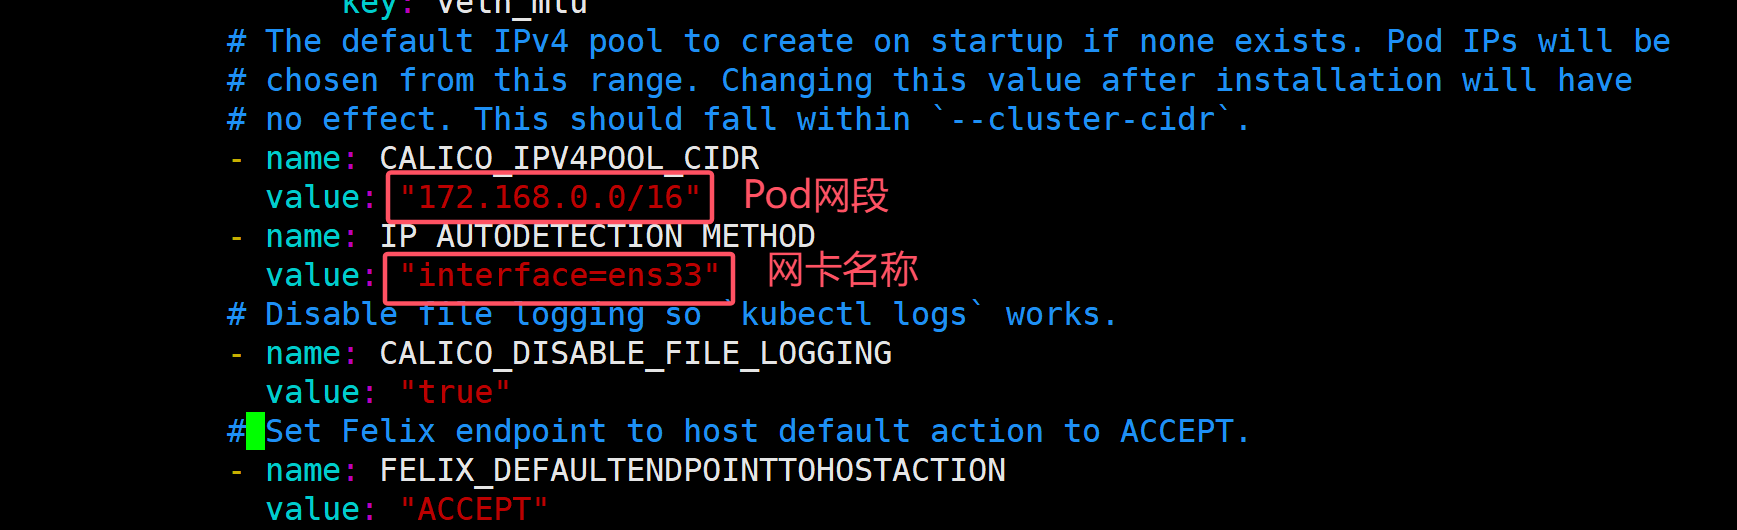 key: veth_mtu
# The default IPv4 pool to create on startup if none exists. Pod IPs will be
# chosen from this range. Changing this value after installation will have
# no effect. This should fall within `--cluster-cidr`.
- name: CALICO_IPV4POOL_CIDR
value: "172.168.0.0/16" Pod网段
- name: IP_AUTODETECTION_METHOD
value: "interface=ens33" 网卡名称
# Disable file logging so `kubectl logs` works.
- name: CALICO_DISABLE_FILE_LOGGING
value: "true"
# Set Felix endpoint to host default action to ACCEPT.
- name: FELIX_DEFAULTENDPOINTTOHOSTACTION
value: "ACCEPT"